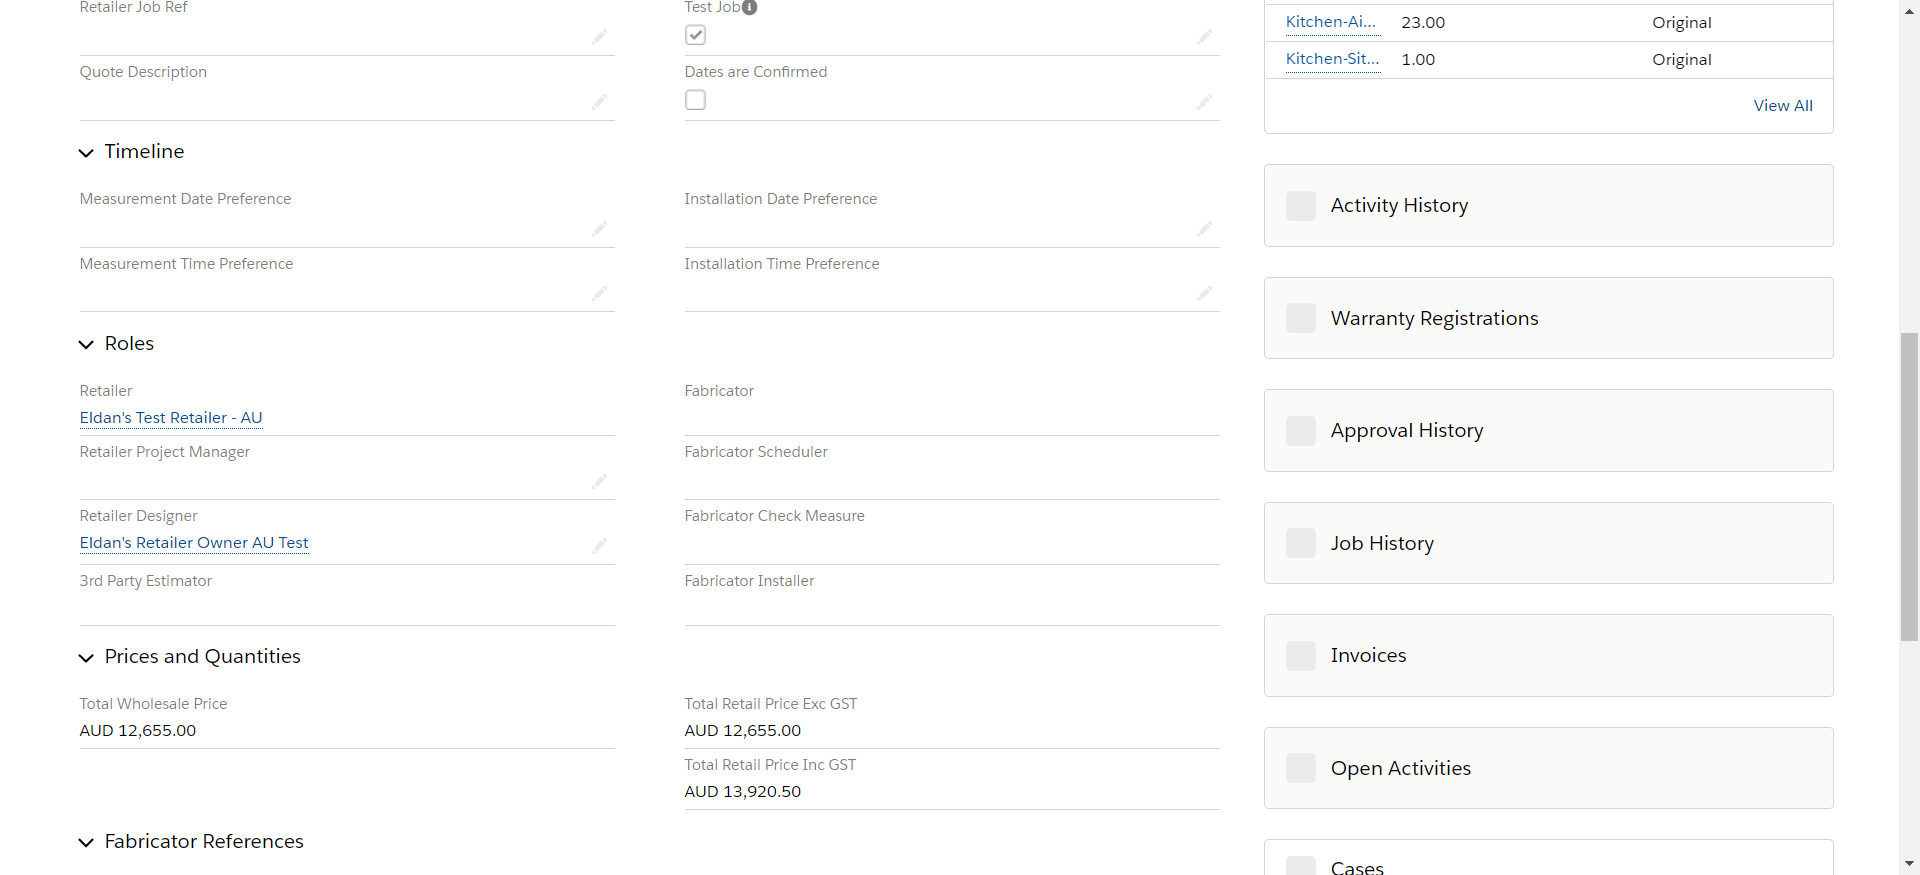 Retailer Job Ref
Test Job
Quote Description
Dates are Confirmed
Timeline
Measurement Date Preference
Installation Date Preference
Measurement Time Preference
Installation Time Preference
Roles
Retailer
Eldan's Test Retailer - AU
Fabricator
Retailer Project Manager
Fabricator Scheduler
Retailer Designer
Eldan's Retailer Owner AU Test
Fabricator Check Measure
3rd Party Estimator
Fabricator Installer
Prices and Quantities
Total Wholesale Price
AUD 12,655.00
Total Retail Price Exc GST
AUD 12,655.00
Total Retail Price Inc GST
AUD 13,920.50
Fabricator References
Kitchen-Ai... 23.00 Original
Kitchen-Sit... 1.00 Original
View All
Activity History
Warranty Registrations
Approval History
Job History
Invoices
Open Activities
Cases